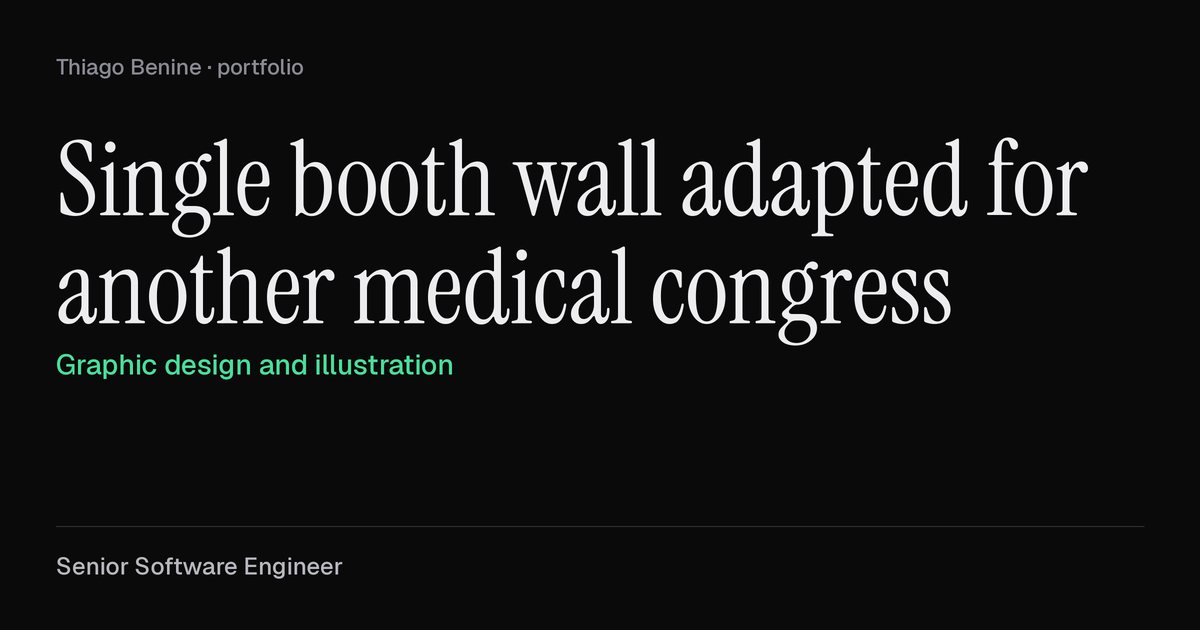 Thiago Benine · portfolio
Single booth wall adapted for
another medical congress
Graphic design and illustration
Senior Software Engineer